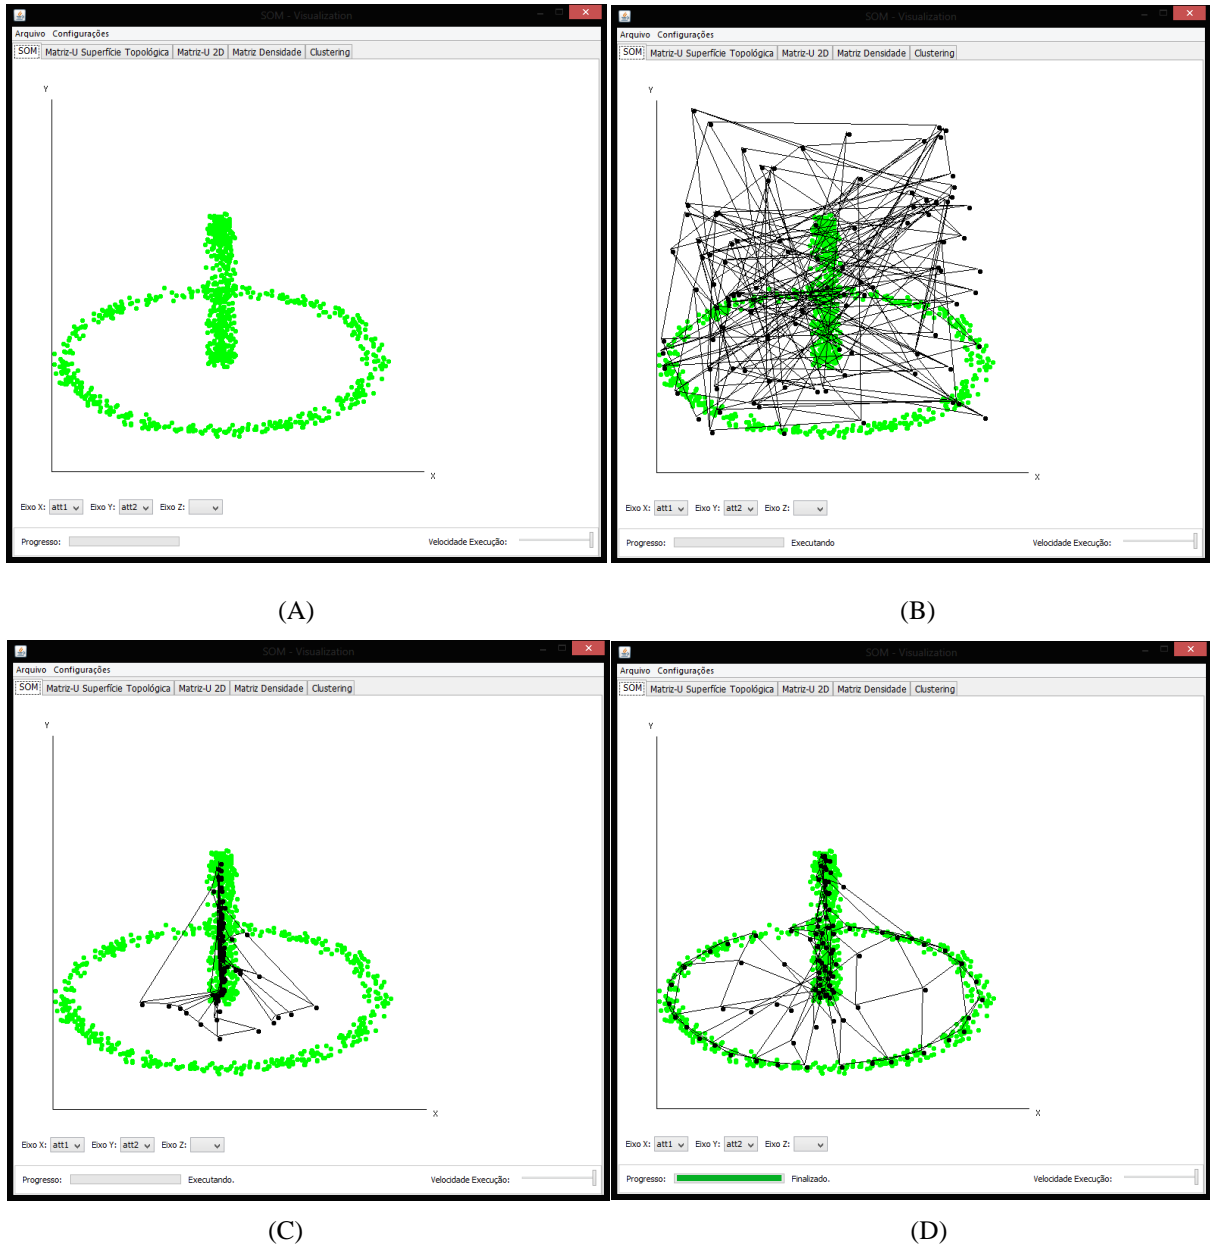 SOM - Visualization
Arquivo Configurações
SOM Matriz-U Superfície Topológica Matriz-U 2D Matriz Densidade Clustering
Y
X
Eixo X: att1 Eixo Y: att2 Eixo Z:
Progresso: Velocidade Execução:
(A)
SOM - Visualization
Arquivo Configurações
SOM Matriz-U Superfície Topológica Matriz-U 2D Matriz Densidade Clustering
Y
X
Eixo X: att1 Eixo Y: att2 Eixo Z:
Progresso: Executando Velocidade Execução:
(B)
SOM - Visualization
Arquivo Configurações
SOM Matriz-U Superfície Topológica Matriz-U 2D Matriz Densidade Clustering
Y
X
Eixo X: att1 Eixo Y: att2 Eixo Z:
Progresso: Executando. Velocidade Execução:
(C)
SOM - Visualization
Arquivo Configurações
SOM Matriz-U Superfície Topológica Matriz-U 2D Matriz Densidade Clustering
Y
X
Eixo X: att1 Eixo Y: att2 Eixo Z:
Progresso: Finalizado. Velocidade Execução:
(D)